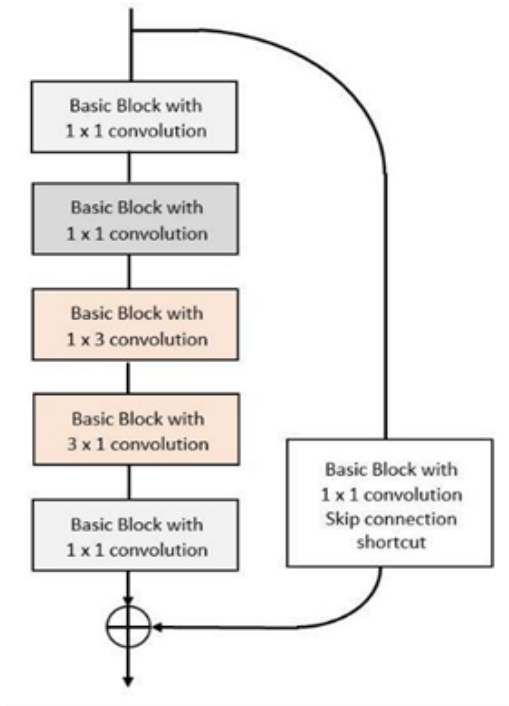 Basic Block with
1 x 1 convolution
Basic Block with
1 x 1 convolution
Basic Block with
1 x 3 convolution
Basic Block with
3 x 1 convolution
Basic Block with
1 x 1 convolution
Basic Block with
1 x 1 convolution
Skip connection
shortcut